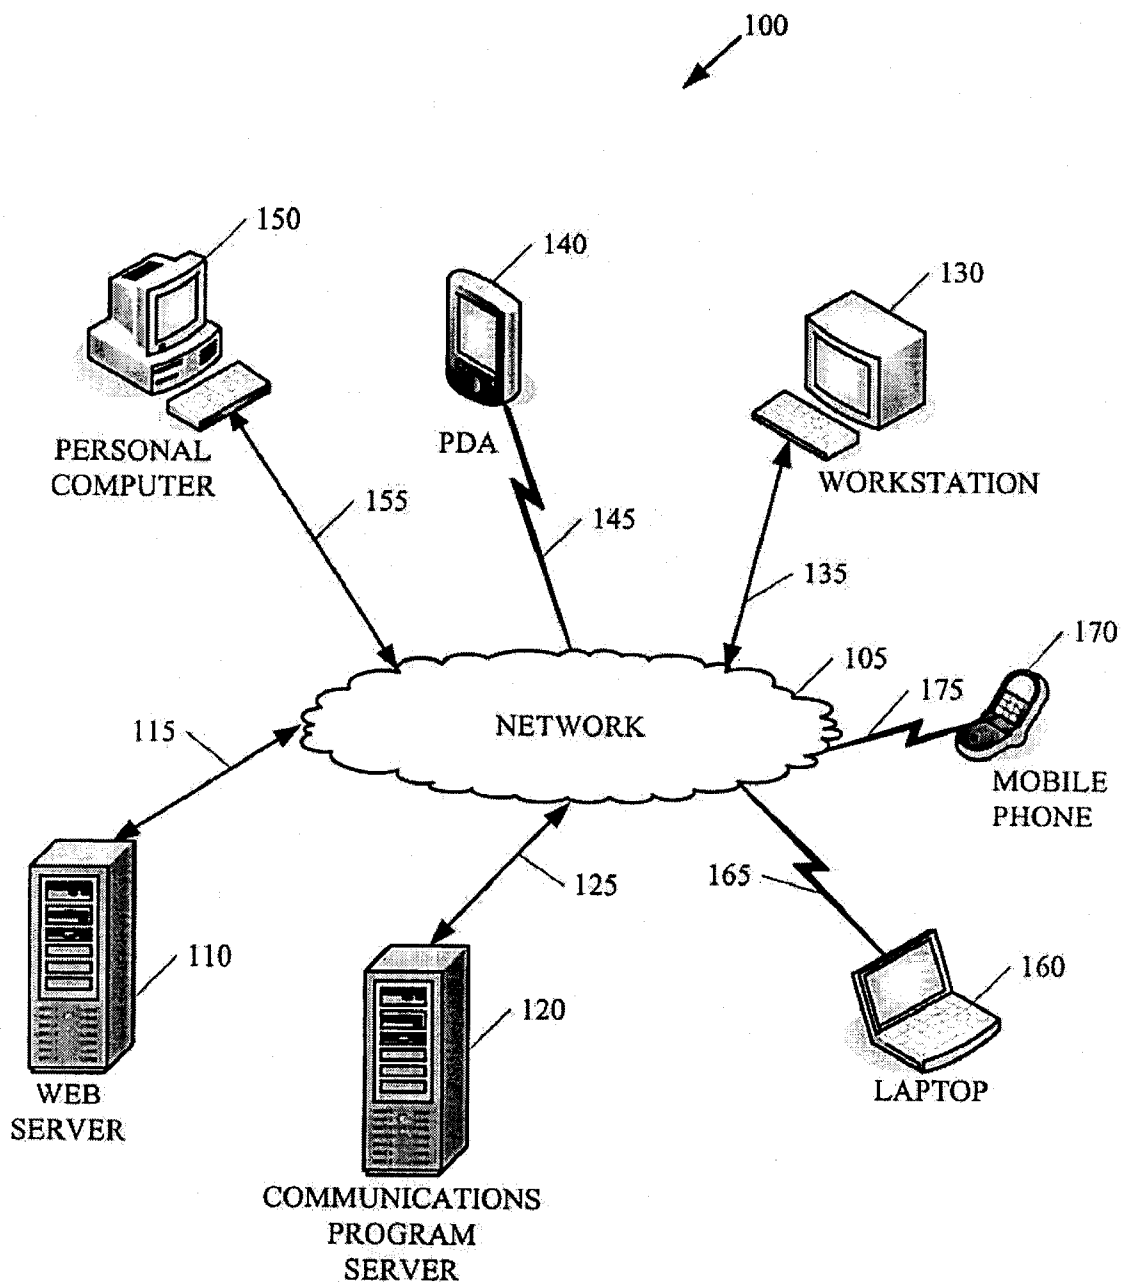 100
150
140
130
PERSONAL
COMPUTER
PDA
WORKSTATION
155
145
135
170
105
175
NETWORK
115
MOBILE
PHONE
125
165
110
160
120
WEB
SERVER
LAPTOP
COMMUNICATIONS
PROGRAM
SERVER